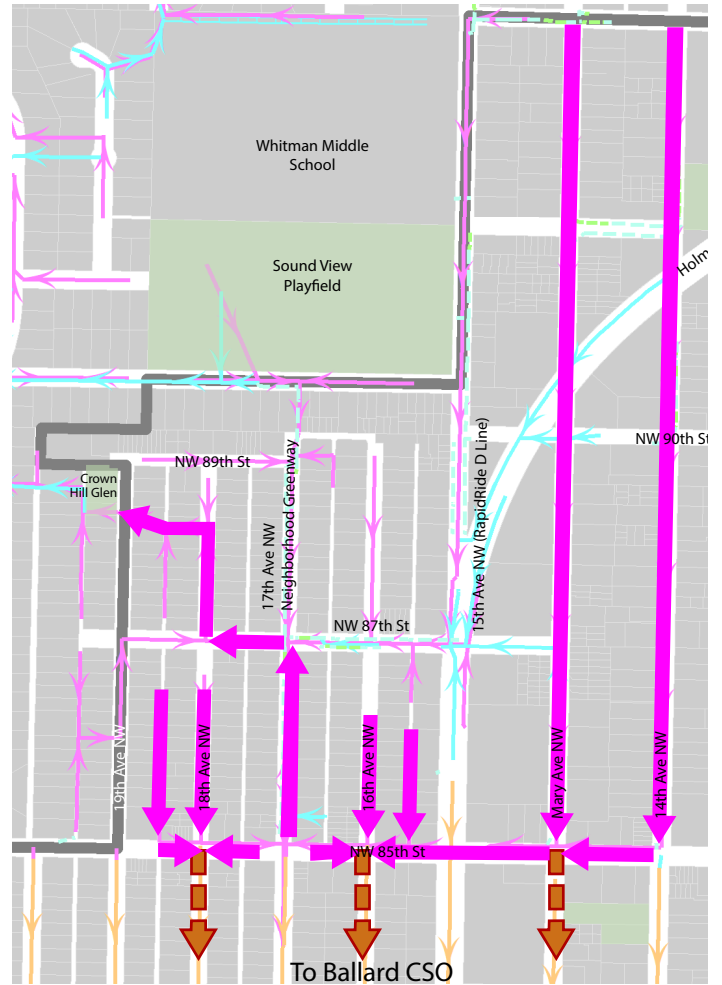 Whitman Middle
School
Sound View
Playfield
Holm
NW 90th St
NW 89th St
Crown
Hill Glen
17th Ave NW
Neighborhood Greenway
15th Ave NW (RapidRide D Line)
NW 87th St
19th Ave NW
18th Ave NW
16th Ave NW
Mary Ave NW
14th Ave NW
NW 85th St
To Ballard CSO